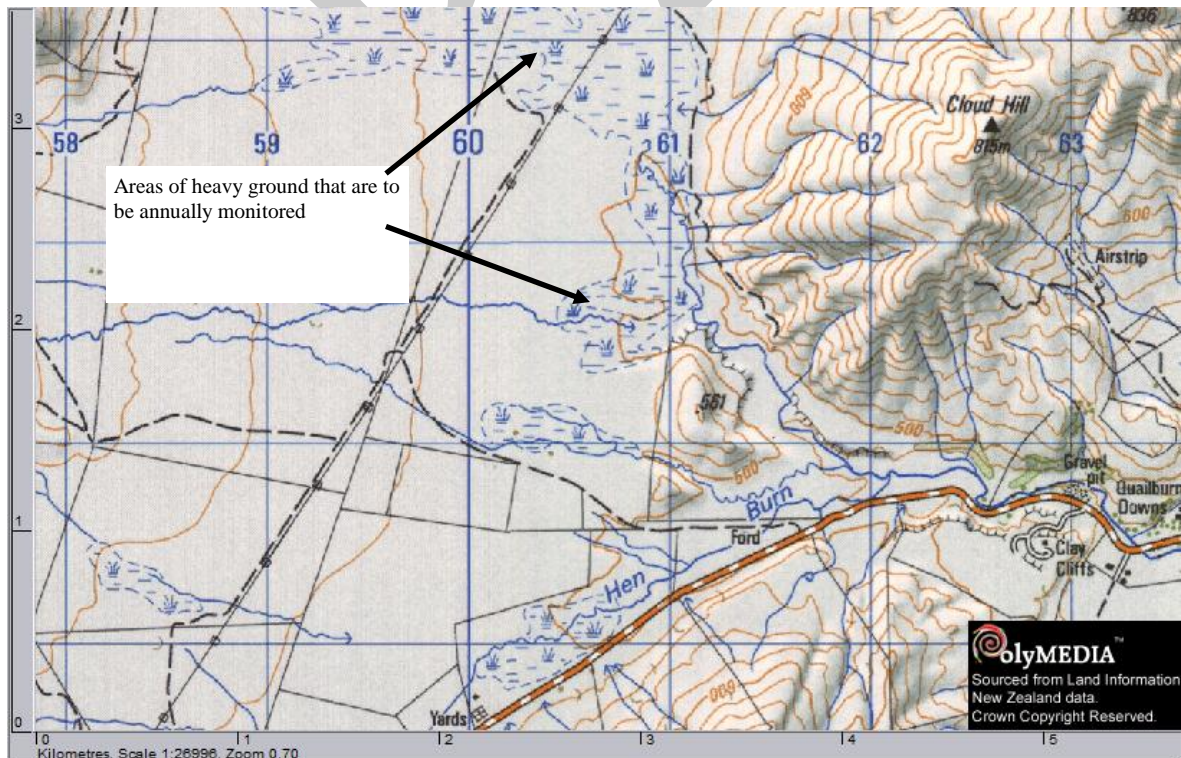 836
Cloud Hill
815m
3
58
59
60
61
62
63
600
Areas of heavy ground that are to
be annually monitored
600
Airstrip
2
551
500
500
Gravel
pit
Quailburn
Downs
Burn
1
Ford
Clay
Cliffs
Hen
600
olyMEDIA™
Sourced from Land Information
New Zealand data.
Crown Copyright Reserved.
Yards
0
0
1
2
3
4
5
Kilometres, Scale 1:26996, Zoom 0.70